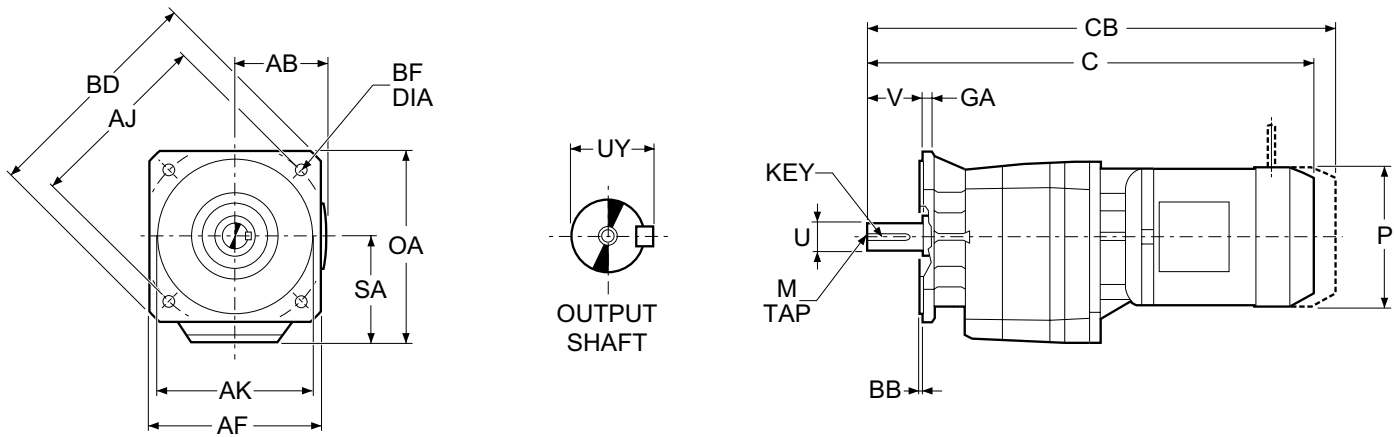 BD
AJ
AB
BF
DIA
OA
SA
AK
AF
UY
OUTPUT
SHAFT
CB
C
V
GA
KEY
U
M
TAP
BB
P